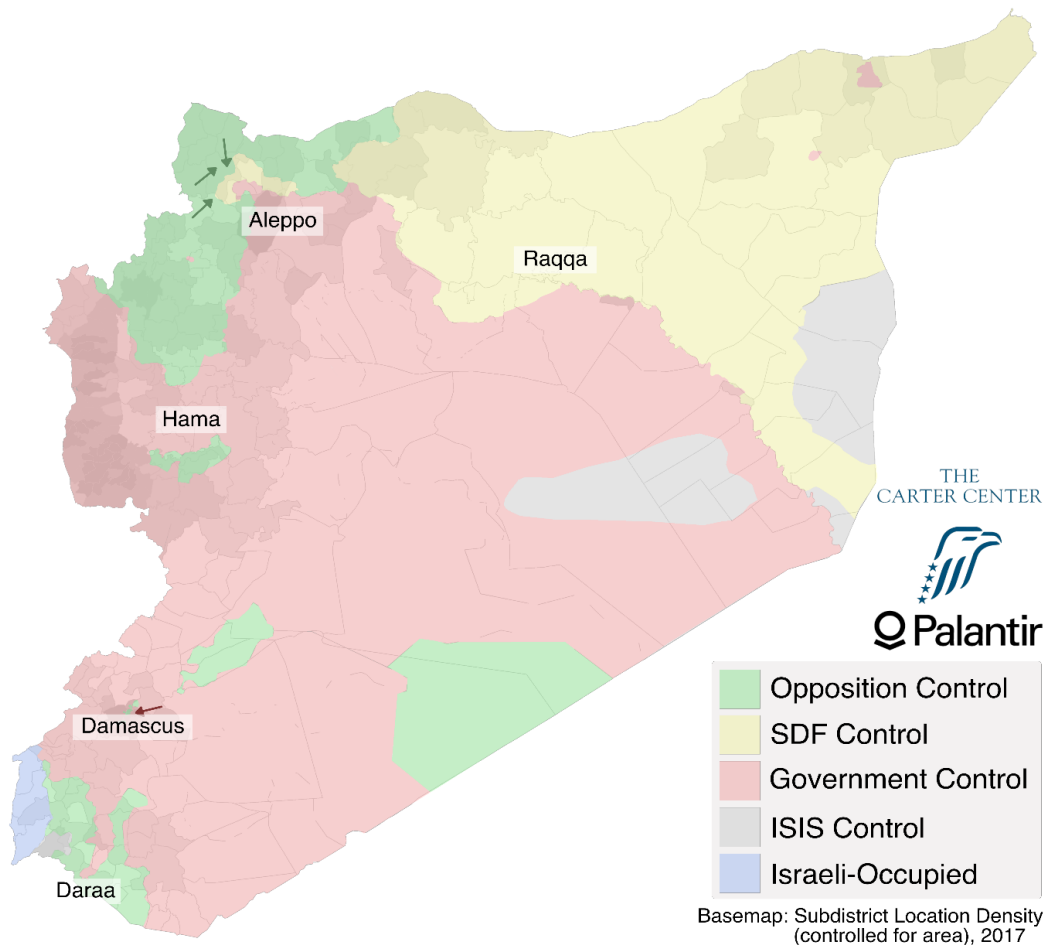 Aleppo
Raqqa
Hama
THE
CARTER CENTER
Palantir
Opposition Control
Damascus
SDF Control
Government Control
ISIS Control
Daraa
Israeli-Occupied
Basemap: Subdistrict Location Density
(controlled for area), 2017